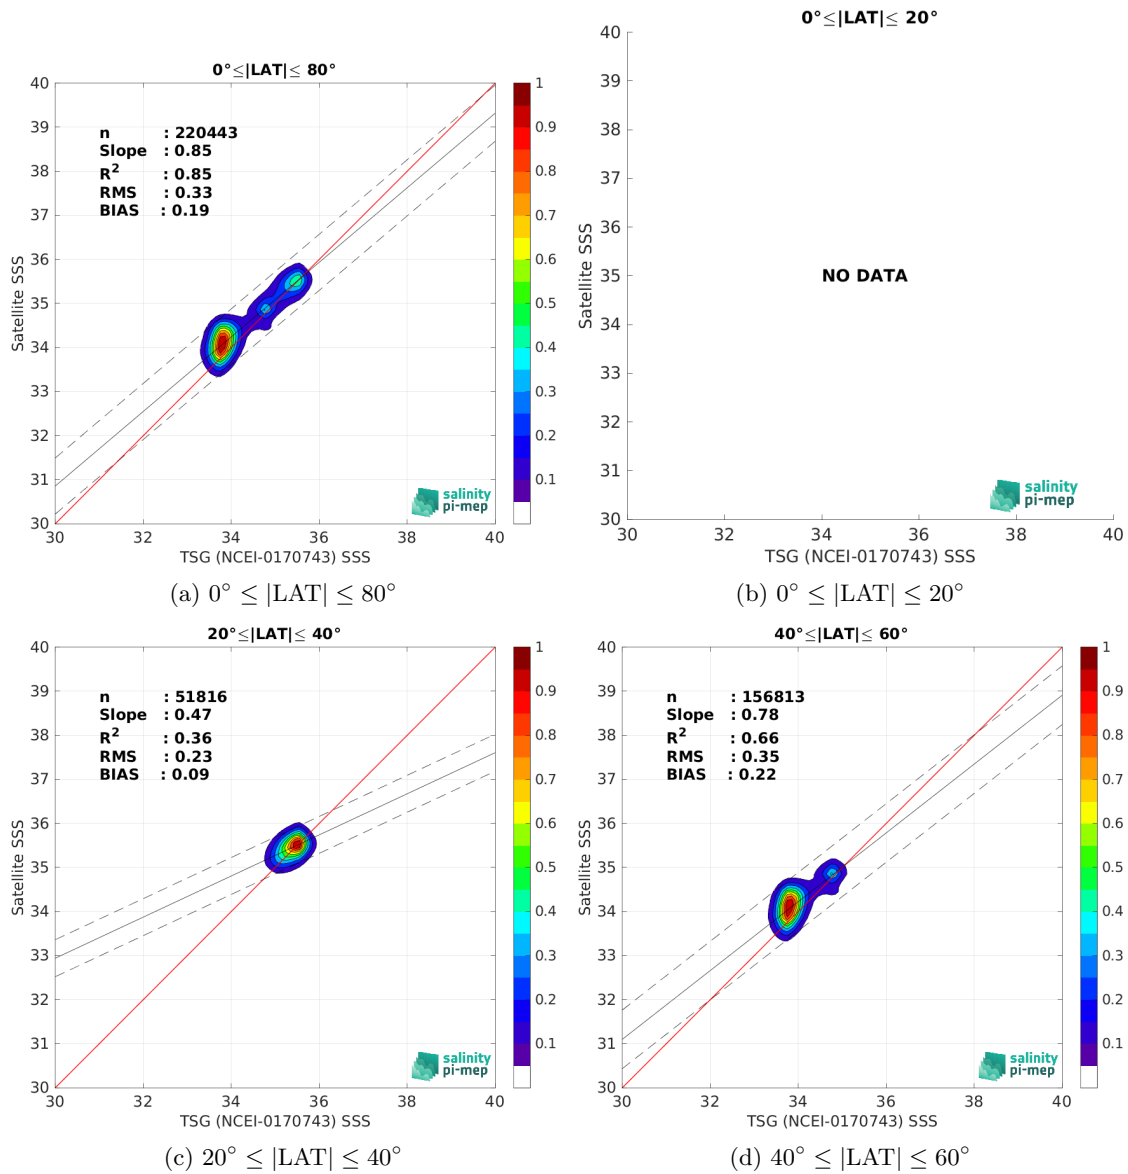 0°≤|LAT|≤ 80°
40
39
38
37
36
35
34
33
32
31
30
Satellite SSS
n : 220443
Slope : 0.85
R² : 0.85
RMS : 0.33
BIAS : 0.19
salinity
pi-mep
30 32 34 36 38 40
TSG (NCEI-0170743) SSS
1
0.9
0.8
0.7
0.6
0.5
0.4
0.3
0.2
0.1
(a) 0° ≤ |LAT| ≤ 80°
0°≤|LAT|≤ 20°
40
39
38
37
36
35
34
33
32
31
30
Satellite SSS
NO DATA
salinity
pi-mep
30 32 34 36 38 40
TSG (NCEI-0170743) SSS
(b) 0° ≤ |LAT| ≤ 20°
20°≤|LAT|≤ 40°
40
39
38
37
36
35
34
33
32
31
30
Satellite SSS
n : 51816
Slope : 0.47
R² : 0.36
RMS : 0.23
BIAS : 0.09
salinity
pi-mep
30 32 34 36 38 40
TSG (NCEI-0170743) SSS
1
0.9
0.8
0.7
0.6
0.5
0.4
0.3
0.2
0.1
(c) 20° ≤ |LAT| ≤ 40°
40°≤|LAT|≤ 60°
40
39
38
37
36
35
34
33
32
31
30
Satellite SSS
n : 156813
Slope : 0.78
R² : 0.66
RMS : 0.35
BIAS : 0.22
salinity
pi-mep
30 32 34 36 38 40
TSG (NCEI-0170743) SSS
1
0.9
0.8
0.7
0.6
0.5
0.4
0.3
0.2
0.1
(d) 40° ≤ |LAT| ≤ 60°